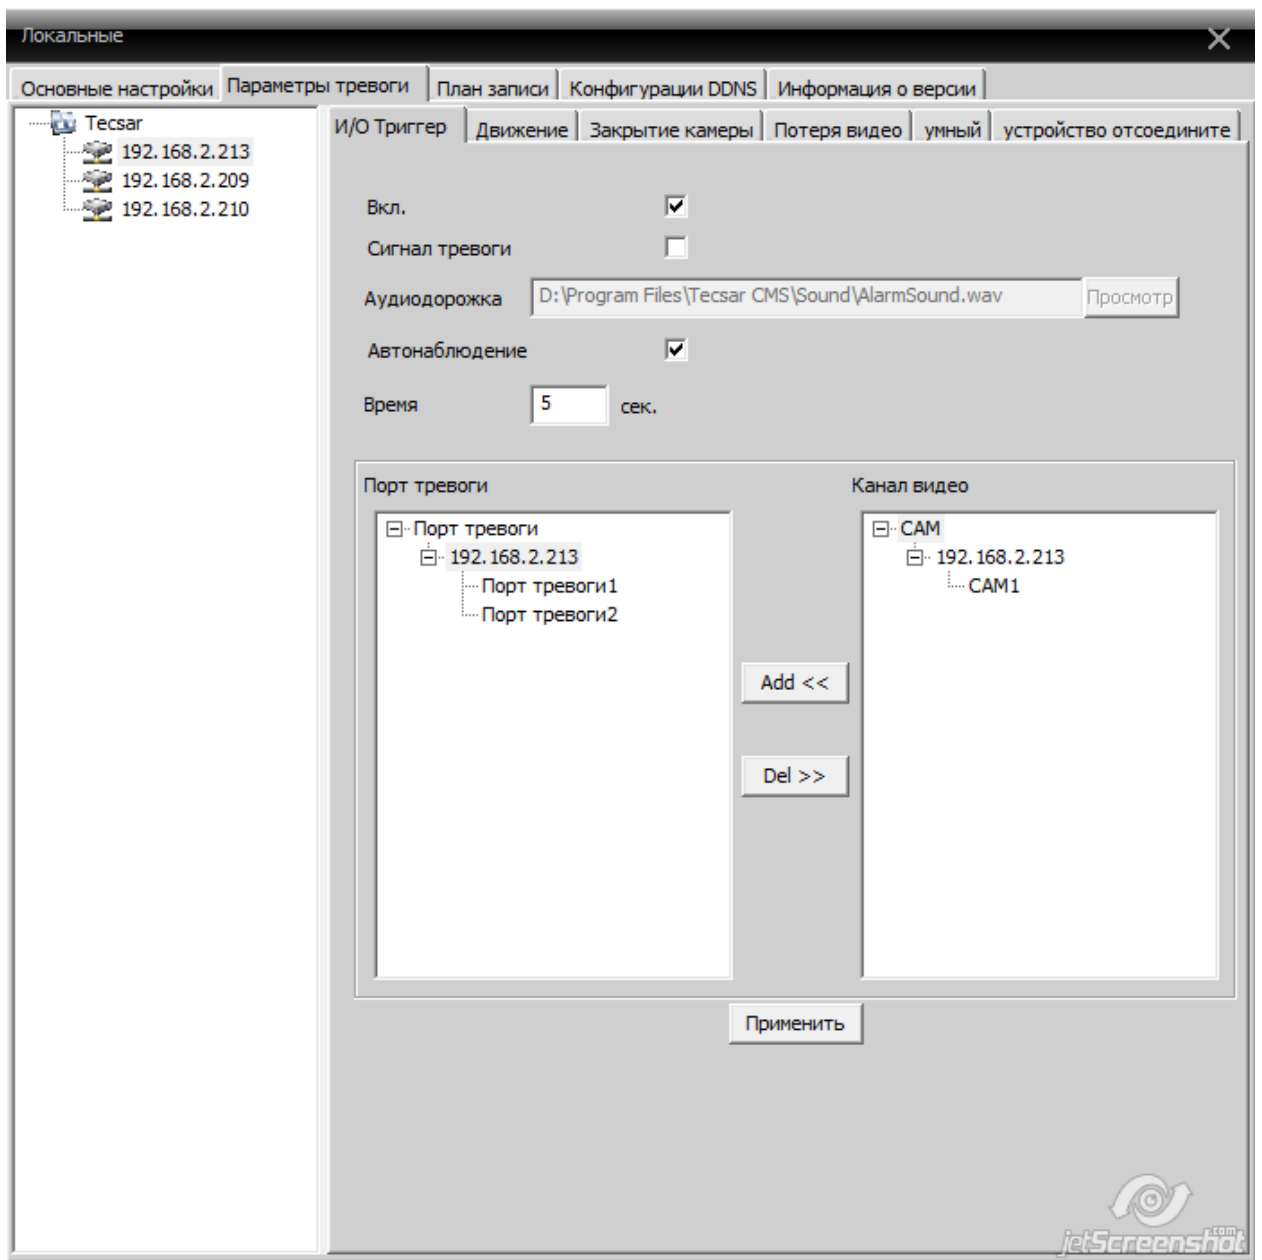 Локальные
Основные настройки Параметры тревоги План записи Конфигурации DDNS Информация о версии
Tecsar
192.168.2.213
192.168.2.209
192.168.2.210
И/О Триггер Движение Закрытие камеры Потеря видео умный устройство отсоедините
Вкл.
Сигнал тревоги
Аудиодорожка D:\Program Files\Tecsar CMS\Sound\AlarmSound.wav Просмотр
Автонаблюдение
Время 5 сек.
Порт тревоги Канал видео
Порт тревоги
192.168.2.213
Порт тревоги1
Порт тревоги2
CAM
192.168.2.213
CAM1
Add <<
Del >>
Применить
jetScreenshot.com